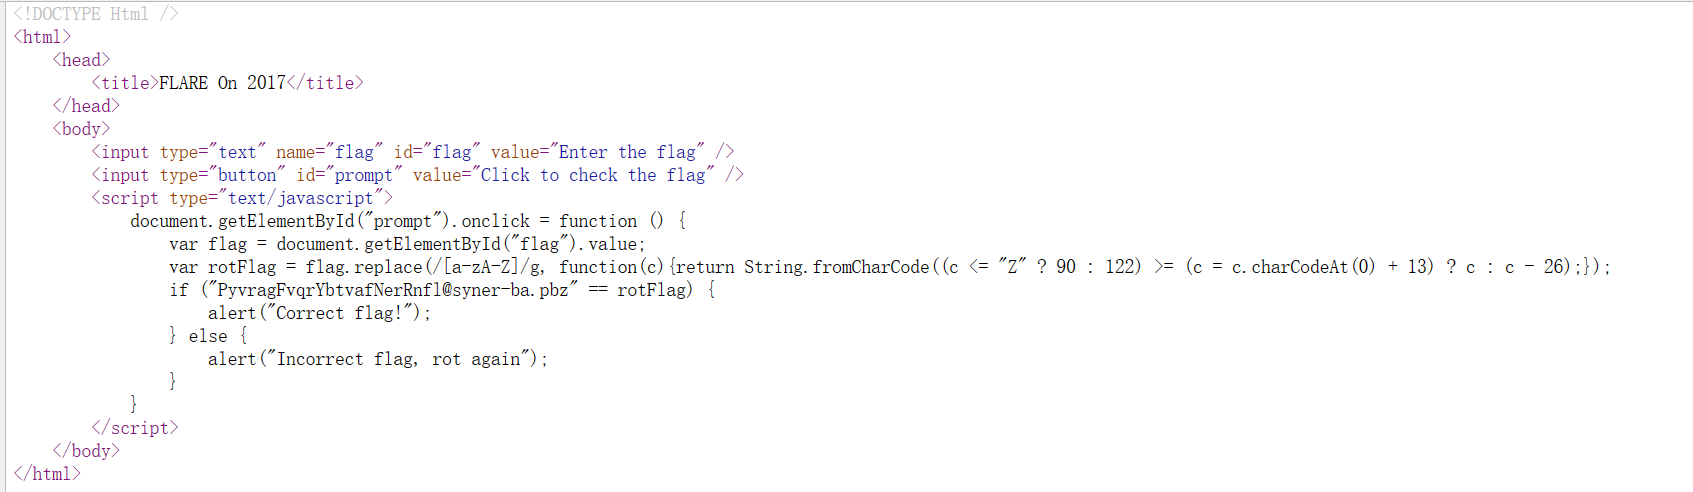 <!DOCTYPE Html />
<html>
<head>
<title>FLARE On 2017</title>
</head>
<body>
<input type="text" name="flag" id="flag" value="Enter the flag" />
<input type="button" id="prompt" value="Click to check the flag" />
<script type="text/javascript">
document.getElementById("prompt").onclick = function () {
var flag = document.getElementById("flag").value;
var rotFlag = flag.replace(/[a-zA-Z]/g, function(c){return String.fromCharCode((c <= "Z" ? 90 : 122) >= (c = c.charCodeAt(0) + 13) ? c : c - 26);});
if ("PyvragFvqrYbtvafNerRnfl@syner-ba.pbz" == rotFlag) {
alert("Correct flag!");
} else {
alert("Incorrect flag, rot again");
}
}
</script>
</body>
</html>